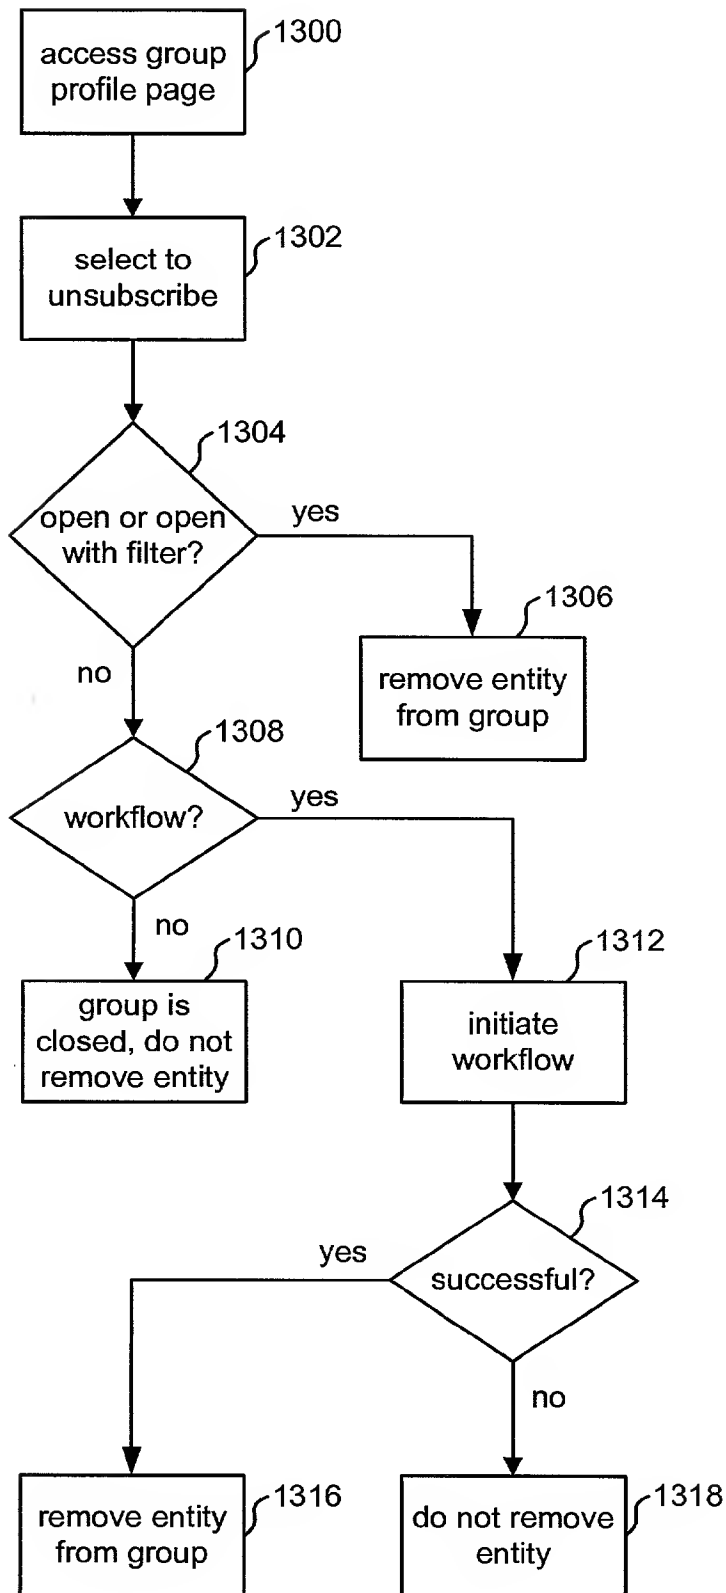 1300
access group
profile page
1302
select to
unsubscribe
1304
open or open
with filter?
yes
1306
remove entity
from group
no
1308
workflow?
yes
no
1310
group is
closed, do not
remove entity
1312
initiate
workflow
1314
successful?
yes
no
1316
remove entity
from group
1318
do not remove
entity